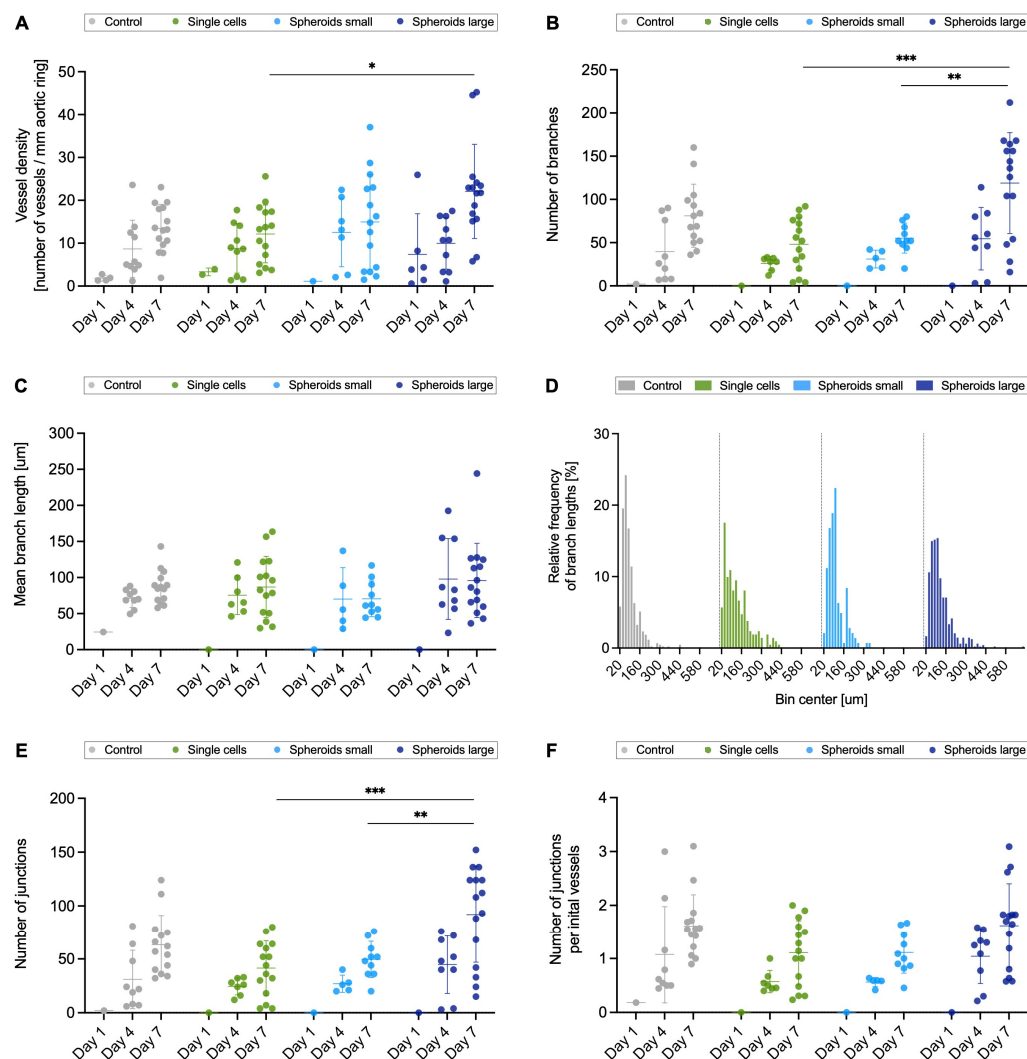 A
Control Single cells Spheroids small Spheroids large
Vessel density
[number of vessels / mm aortic ring]
50
40
30
20
10
0
*
Day 1 Day 4 Day 7 Day 1 Day 4 Day 7 Day 1 Day 4 Day 7 Day 1 Day 4 Day 7
B
Control Single cells Spheroids small Spheroids large
Number of branches
250
200
150
100
50
0
***
**
Day 1 Day 4 Day 7 Day 1 Day 4 Day 7 Day 1 Day 4 Day 7 Day 1 Day 4 Day 7
C
Control Single cells Spheroids small Spheroids large
Mean branch length [um]
300
250
200
150
100
50
0
Day 1 Day 4 Day 7 Day 1 Day 4 Day 7 Day 1 Day 4 Day 7 Day 1 Day 4 Day 7
D
Control Single cells Spheroids small Spheroids large
Relative frequency
of branch lengths [%]
30
20
10
0
20 160 300 440 580 20 160 300 440 580 20 160 300 440 580 20 160 300 440 580
Bin center [um]
E
Control Single cells Spheroids small Spheroids large
Number of junctions
200
150
100
50
0
***
**
Day 1 Day 4 Day 7 Day 1 Day 4 Day 7 Day 1 Day 4 Day 7 Day 1 Day 4 Day 7
F
Control Single cells Spheroids small Spheroids large
Number of junctions
per inital vessels
4
3
2
1
0
Day 1 Day 4 Day 7 Day 1 Day 4 Day 7 Day 1 Day 4 Day 7 Day 1 Day 4 Day 7